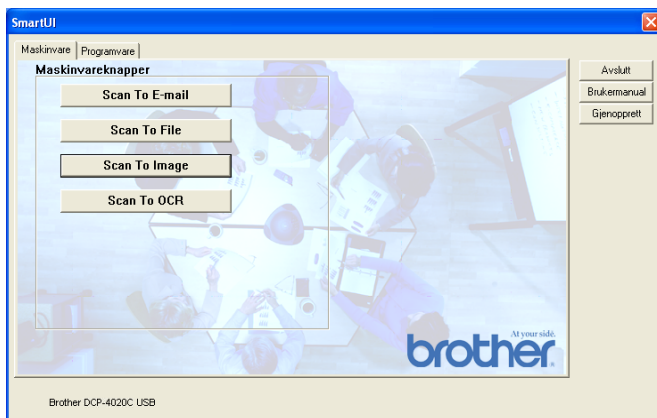 SmartUI
Maskinvare Programvare
Maskinvareknapper
Scan To E-mail
Scan To File
Scan To Image
Scan To OCR
Avslutt
Brukermanual
Gjenopprett
At your side.
brother
Brother DCP-4020C USB